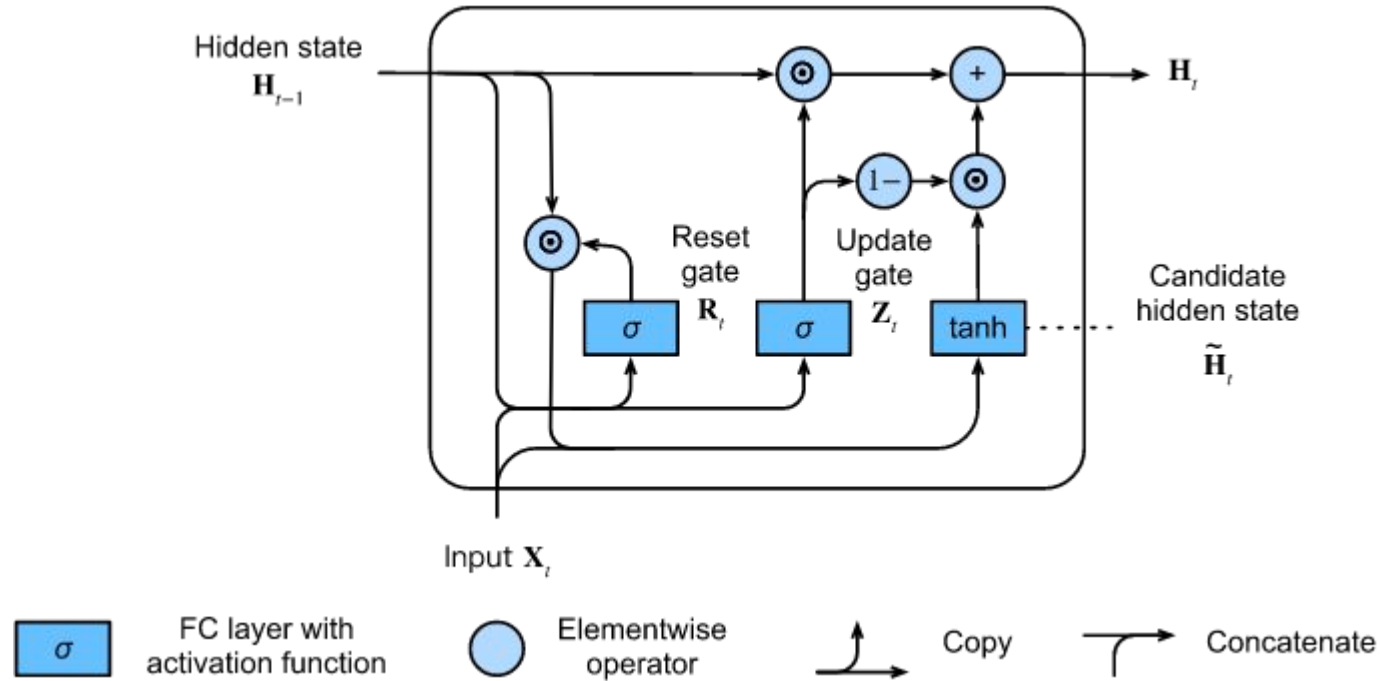 Hidden state
H_{t−1}
⊙
+
H_t
1−
⊙
⊙
Reset
gate
R_t
Update
gate
Z_t
Candidate
hidden state
H̃_t
σ
σ
tanh
Input X_t
σ
FC layer with
activation function
Elementwise
operator
Copy
Concatenate